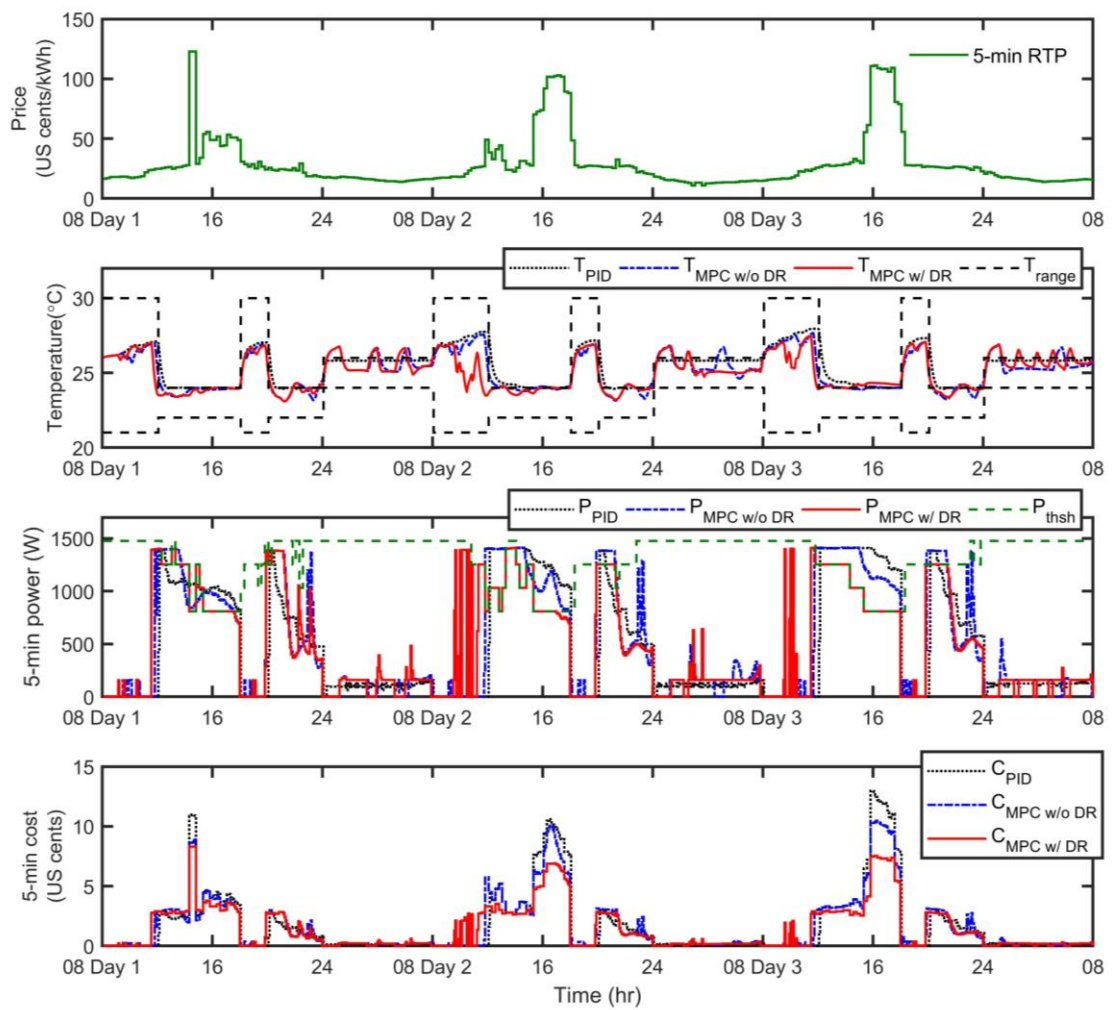 150
100
50
0
Price
(US cents/kWh)
5-min RTP
08 Day 1 16 24 08 Day 2 16 24 08 Day 3 16 24 08
T_PID T_MPC w/o DR T_MPC w/ DR T_range
30
25
20
Temperature(°C)
08 Day 1 16 24 08 Day 2 16 24 08 Day 3 16 24 08
P_PID P_MPC w/o DR P_MPC w/ DR P_thsh
1500
1000
500
0
5-min power (W)
08 Day 1 16 24 08 Day 2 16 24 08 Day 3 16 24 08
15
10
5
0
5-min cost
(US cents)
C_PID
C_MPC w/o DR
C_MPC w/ DR
08 Day 1 16 24 08 Day 2 16 24 08 Day 3 16 24 08
Time (hr)